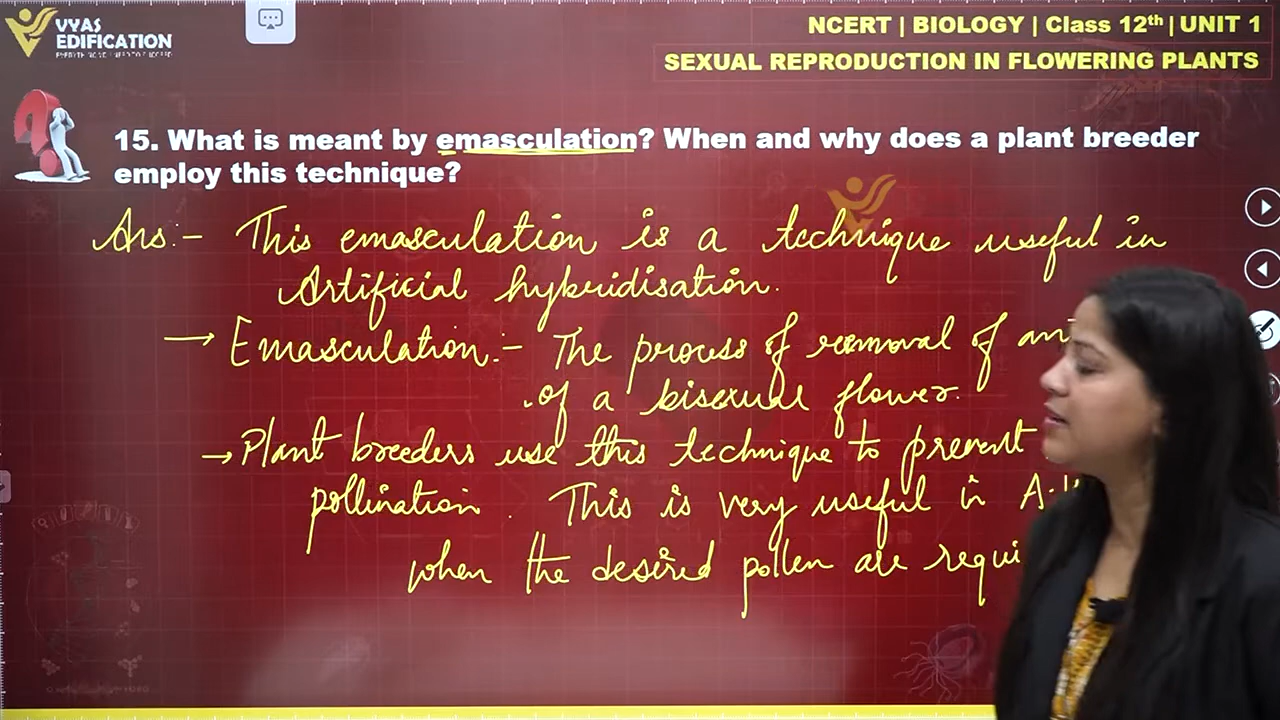 VYAS
EDIFICATION
NCERT | BIOLOGY | Class 12th | UNIT 1
SEXUAL REPRODUCTION IN FLOWERING PLANTS
15. What is meant by emasculation? When and why does a plant breeder
employ this technique?
Ans:- This emasculation is a technique useful in
Artificial hybridisation.
→ Emasculation:- The process of removal of
of a bisexual flower.
→ Plant breeders use this technique to prevent
pollination. This is very useful in
when the desired pollen are